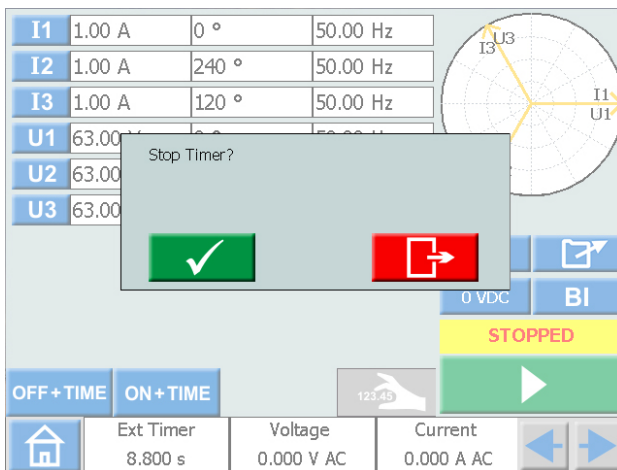 I1 1.00 A 0 ° 50.00 Hz
I2 1.00 A 240 ° 50.00 Hz
I3 1.00 A 120 ° 50.00 Hz
U1 63.00
U2 63.00
U3 63.00
U3
I3
I1
U1
Stop Timer?
0 VDC BI
STOPPED
OFF+TIME ON+TIME 123.45
Ext Timer Voltage Current
8.800 s 0.000 V AC 0.000 A AC